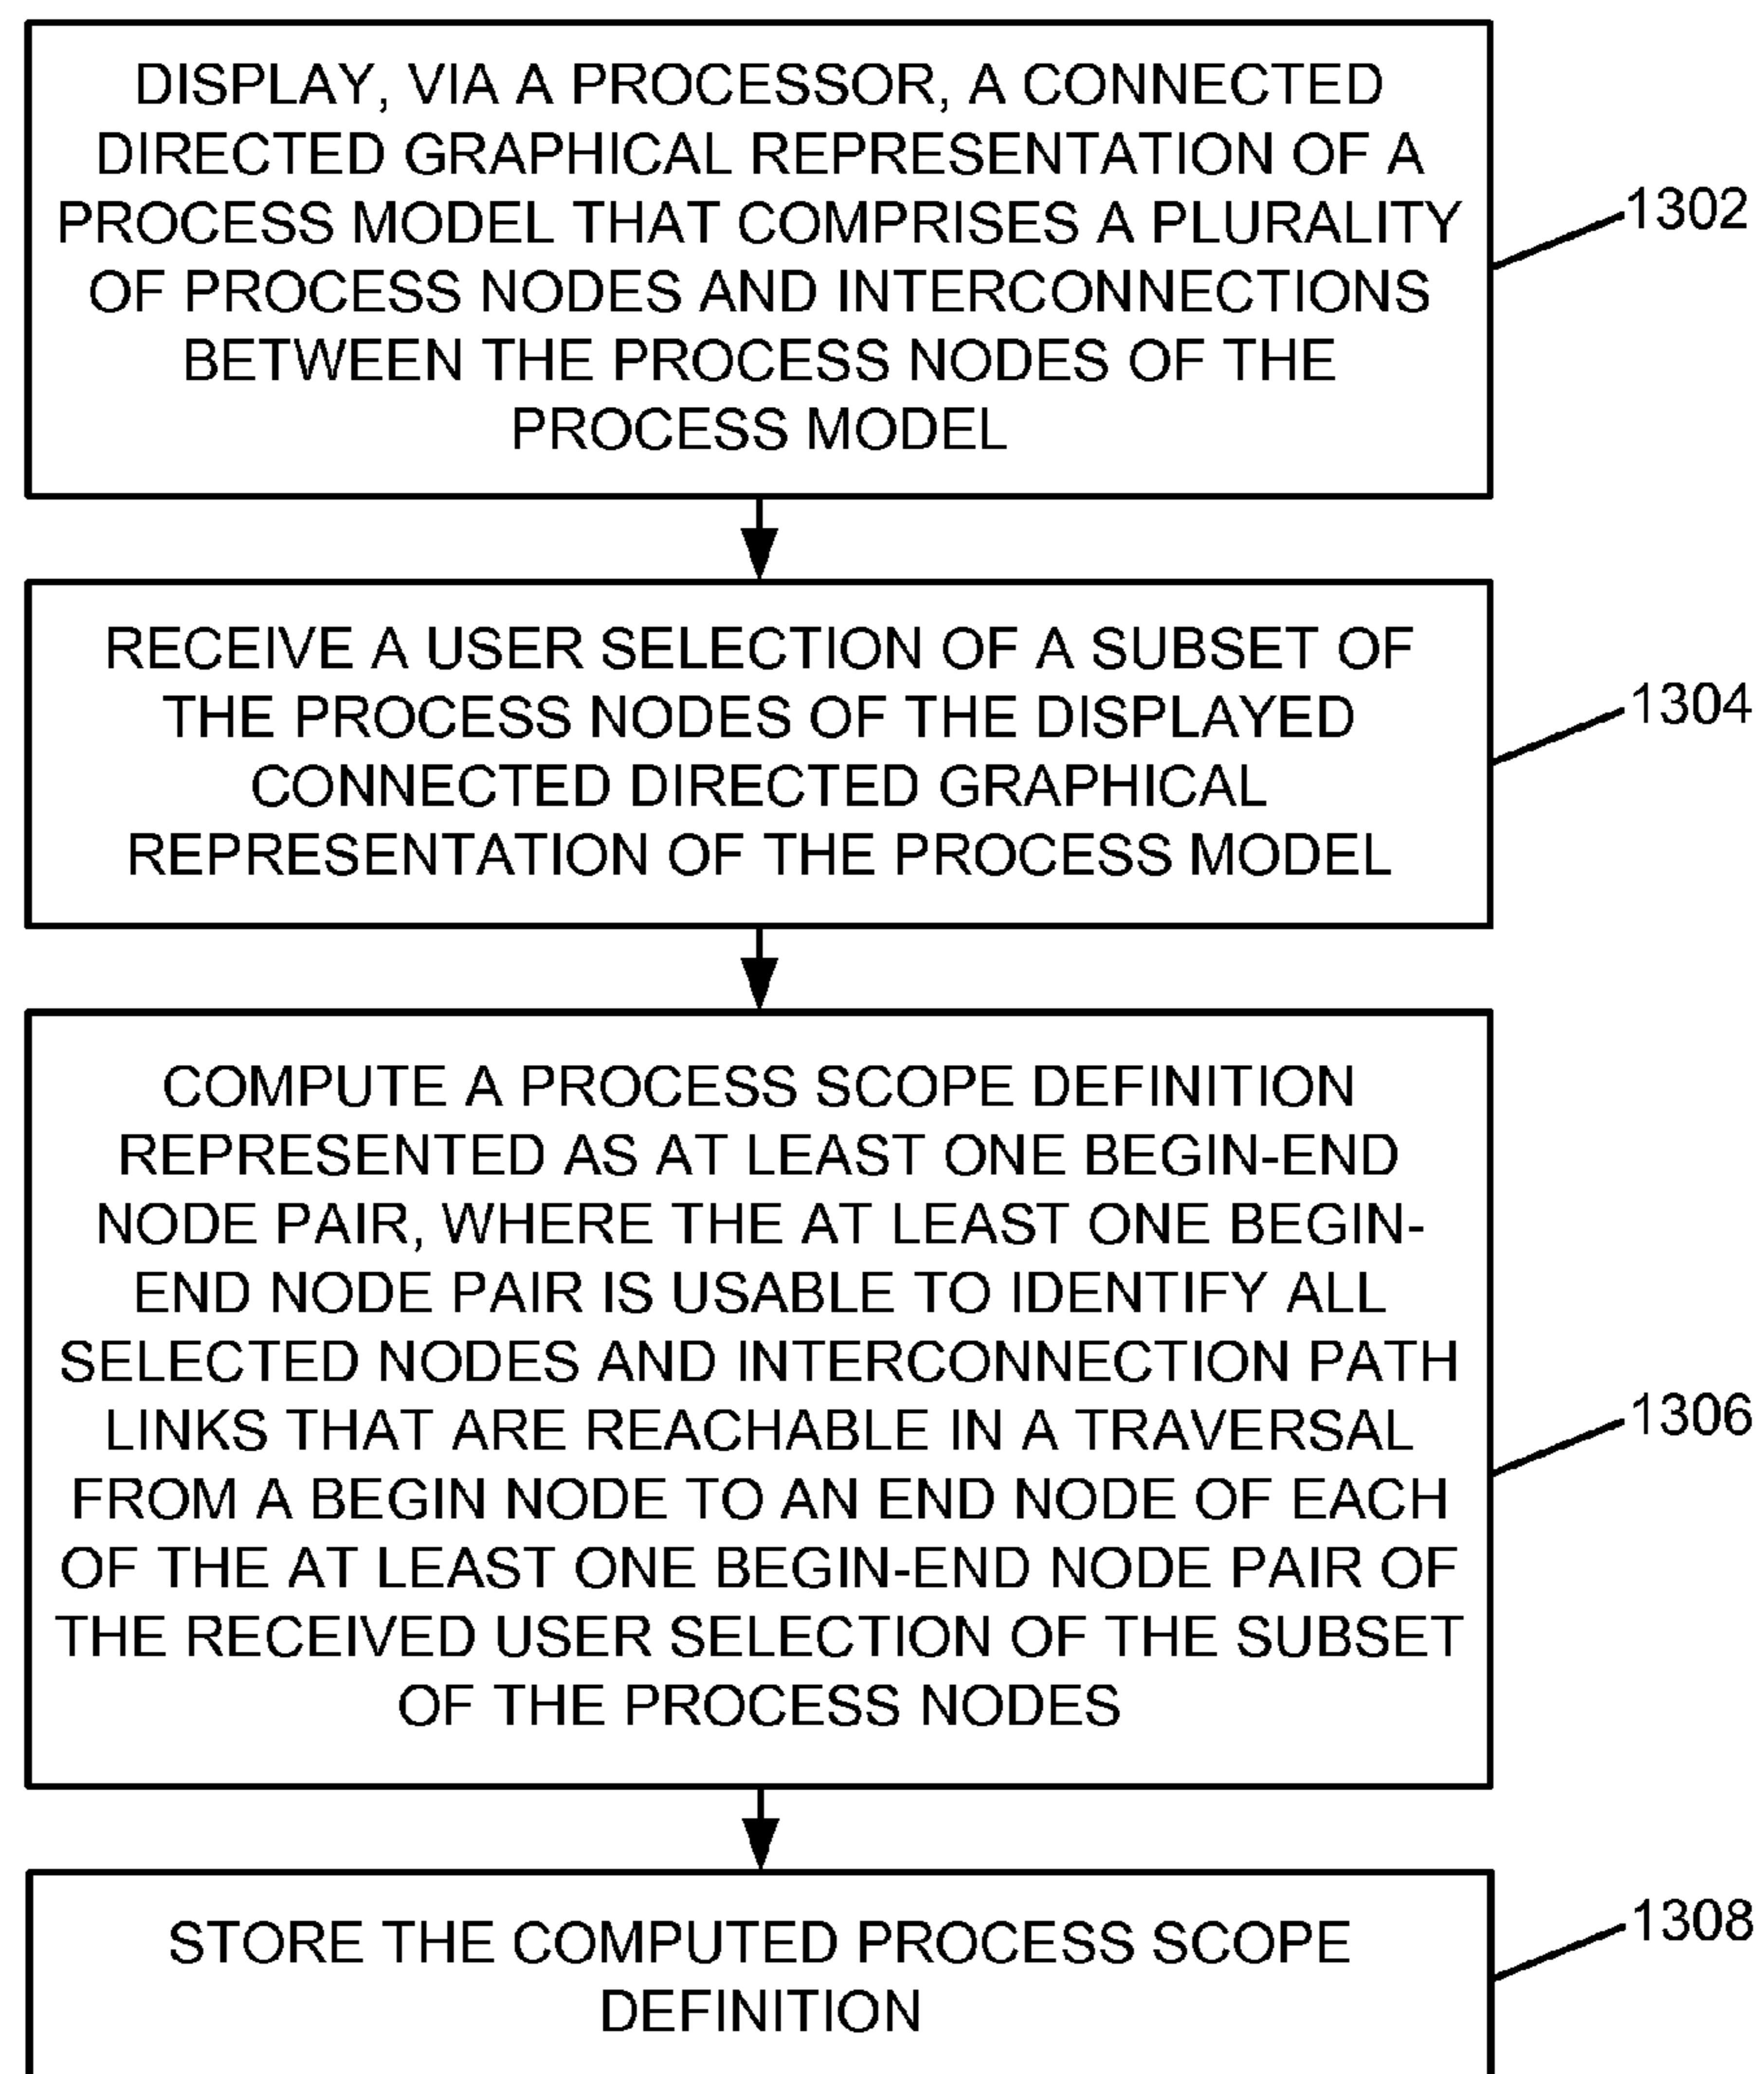 DISPLAY, VIA A PROCESSOR, A CONNECTED
DIRECTED GRAPHICAL REPRESENTATION OF A
PROCESS MODEL THAT COMPRISES A PLURALITY
OF PROCESS NODES AND INTERCONNECTIONS
BETWEEN THE PROCESS NODES OF THE
PROCESS MODEL
1302
RECEIVE A USER SELECTION OF A SUBSET OF
THE PROCESS NODES OF THE DISPLAYED
CONNECTED DIRECTED GRAPHICAL
REPRESENTATION OF THE PROCESS MODEL
1304
COMPUTE A PROCESS SCOPE DEFINITION
REPRESENTED AS AT LEAST ONE BEGIN-END
NODE PAIR, WHERE THE AT LEAST ONE BEGIN-
END NODE PAIR IS USABLE TO IDENTIFY ALL
SELECTED NODES AND INTERCONNECTION PATH
LINKS THAT ARE REACHABLE IN A TRAVERSAL
FROM A BEGIN NODE TO AN END NODE OF EACH
OF THE AT LEAST ONE BEGIN-END NODE PAIR OF
THE RECEIVED USER SELECTION OF THE SUBSET
OF THE PROCESS NODES
1306
STORE THE COMPUTED PROCESS SCOPE
DEFINITION
1308